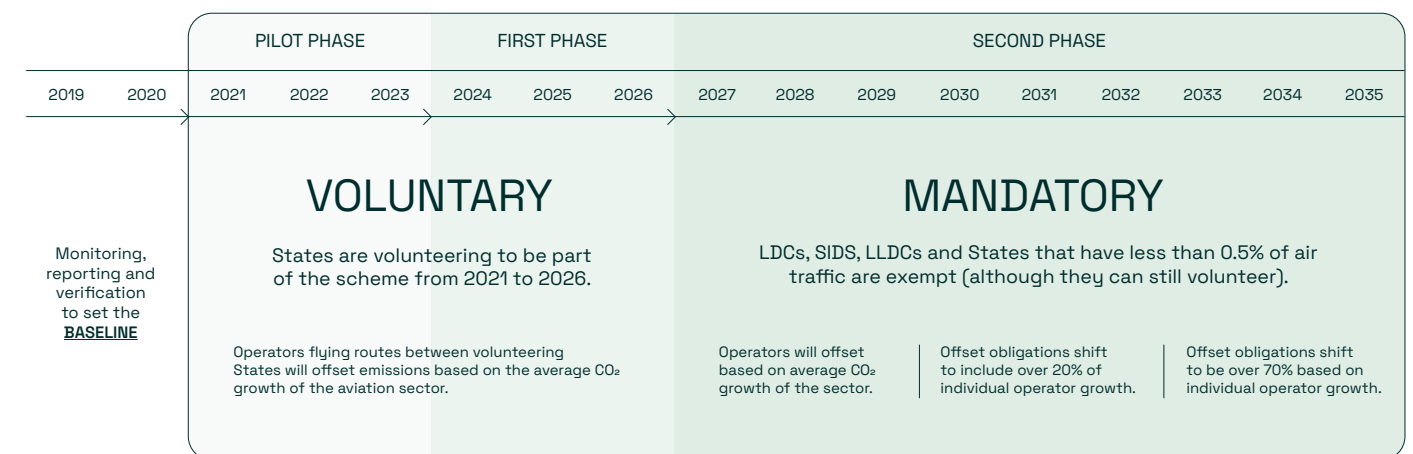 PILOT PHASE FIRST PHASE SECOND PHASE
2019 2020 2021 2022 2023 2024 2025 2026 2027 2028 2029 2030 2031 2032 2033 2034 2035
Monitoring,
reporting and
verification
to set the
BASELINE
VOLUNTARY
States are volunteering to be part
of the scheme from 2021 to 2026.
Operators flying routes between volunteering
States will offset emissions based on the average CO₂
growth of the aviation sector.
MANDATORY
LDCs, SIDS, LLDCs and States that have less than 0.5% of air
traffic are exempt (although they can still volunteer).
Operators will offset
based on average CO₂
growth of the sector.
Offset obligations shift
to include over 20% of
individual operator growth.
Offset obligations shift
to be over 70% based on
individual operator growth.